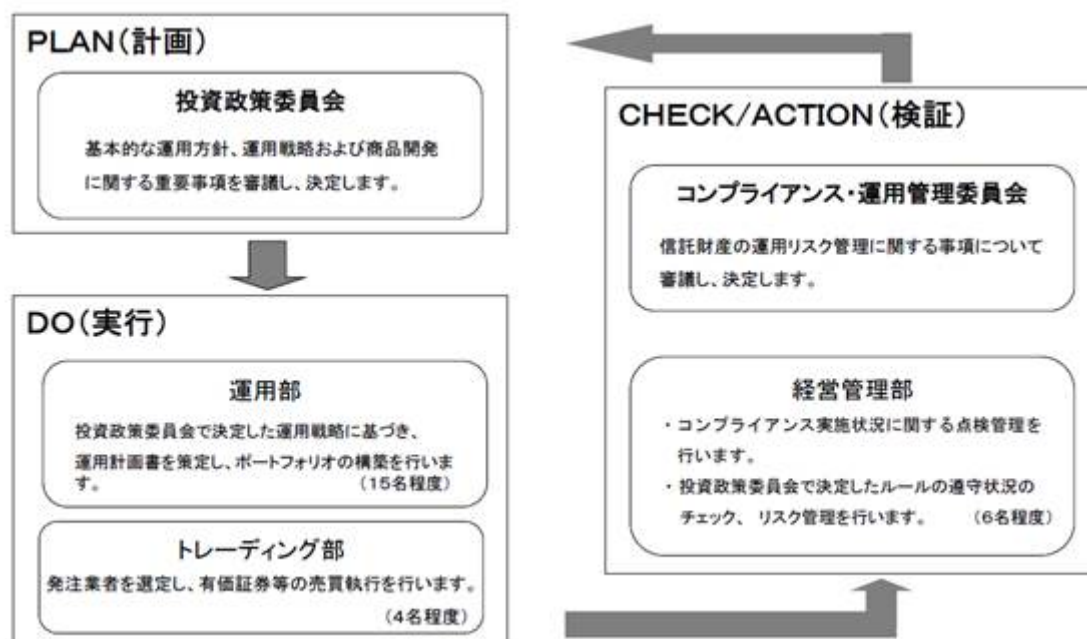 PLAN(計画)
投資政策委員会
基本的な運用方針、運用戦略および商品開発
に関する重要事項を審議し、決定します。
DO(実行)
運用部
投資政策委員会で決定した運用戦略に基づき、
運用計画書を策定し、ポートフォリオの構築を行いま
す。 (15名程度)
トレーディング部
発注業者を選定し、有価証券等の売買執行を行います。
(4名程度)
CHECK/ACTION(検証)
コンプライアンス・運用管理委員会
信託財産の運用リスク管理に関する事項について
審議し、決定します。
経営管理部
・コンプライアンス実施状況に関する点検管理を
行います。
・投資政策委員会で決定したルールの遵守状況の
チェック、 リスク管理を行います。 (6名程度)